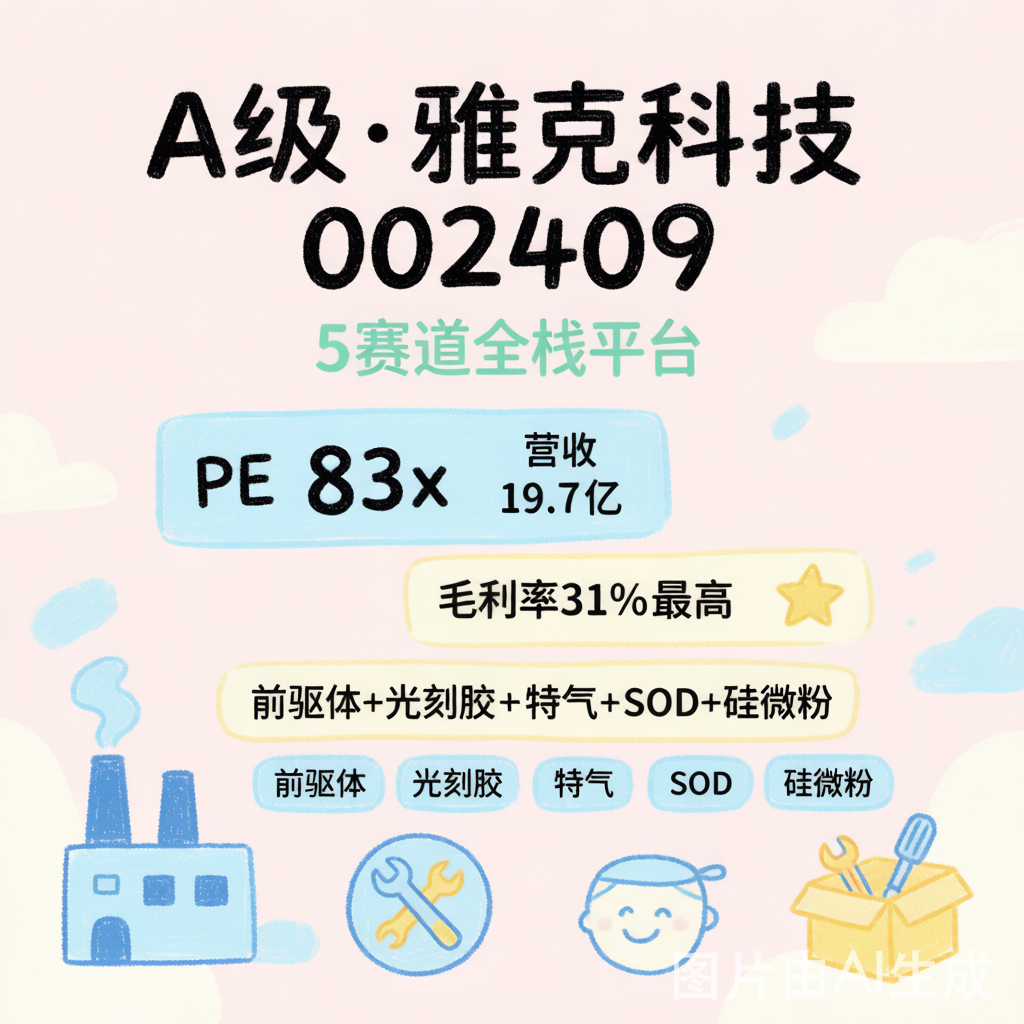 A级·雅克科技
002409
5赛道全栈平台
PE 83x
营收
19.7亿
毛利率31%最高
前驱体+光刻胶+特气+SOD+硅微粉
前驱体 光刻胶 特气 SOD 硅微粉
图片由AI生成